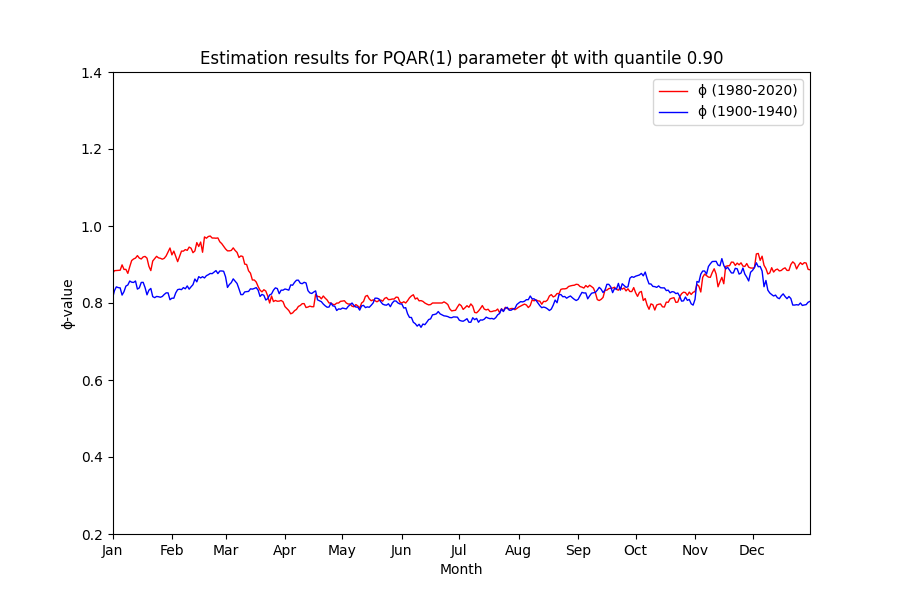 Estimation results for PQAR(1) parameter ϕt with quantile 0.90
ϕ (1980-2020)
ϕ (1900-1940)
1.4
1.2
1.0
0.8
0.6
0.4
0.2
ϕ-value
Jan Feb Mar Apr May Jun Jul Aug Sep Oct Nov Dec
Month